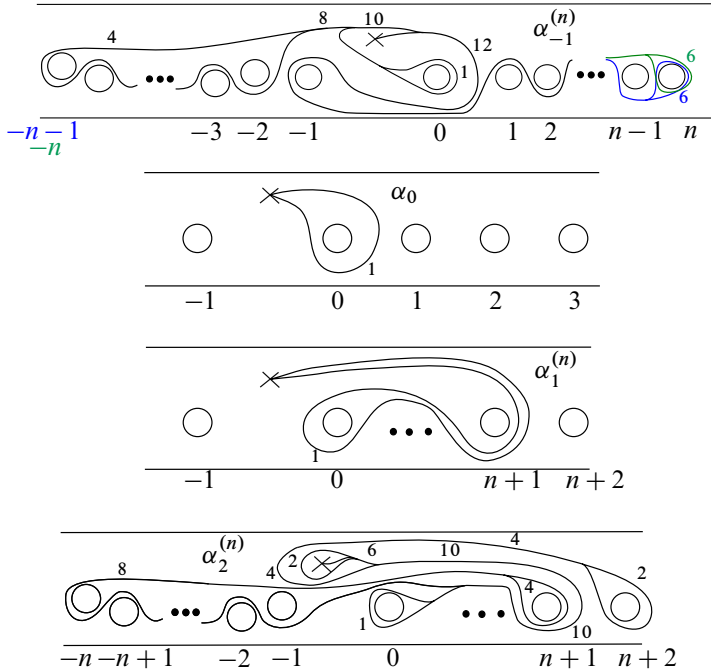 4 8 10 α_{-1}^{(n)}
12 1 6 6
−n − 1 −3 −2 −1 0 1 2 n − 1 n
−n
α_0
1
−1 0 1 2 3
α_1^{(n)}
1
−1 0 n + 1 n + 2
α_2^{(n)} 4
8 4 2 6 10 4 2
1 10
−n −n + 1 −2 −1 0 n + 1 n + 2